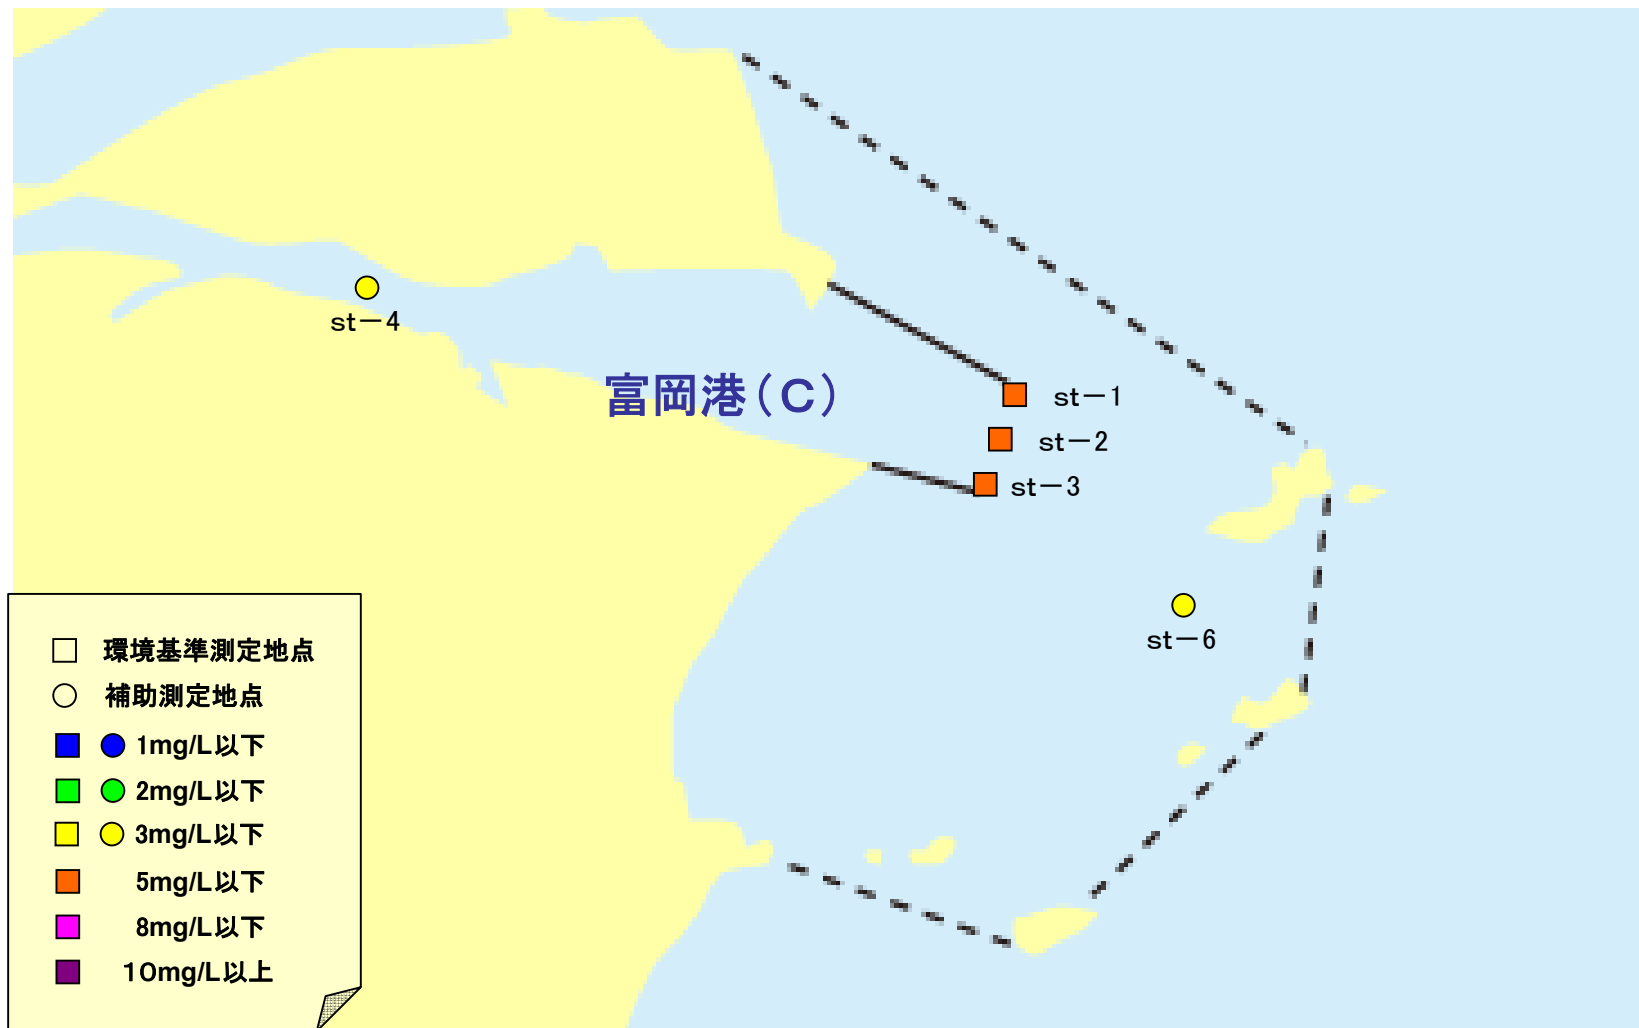 st－4
富岡港（C）
st－1
st－2
st－3
st－6
環境基準測定地点
補助測定地点
1mg/L以下
2mg/L以下
3mg/L以下
5mg/L以下
8mg/L以下
10mg/L以上